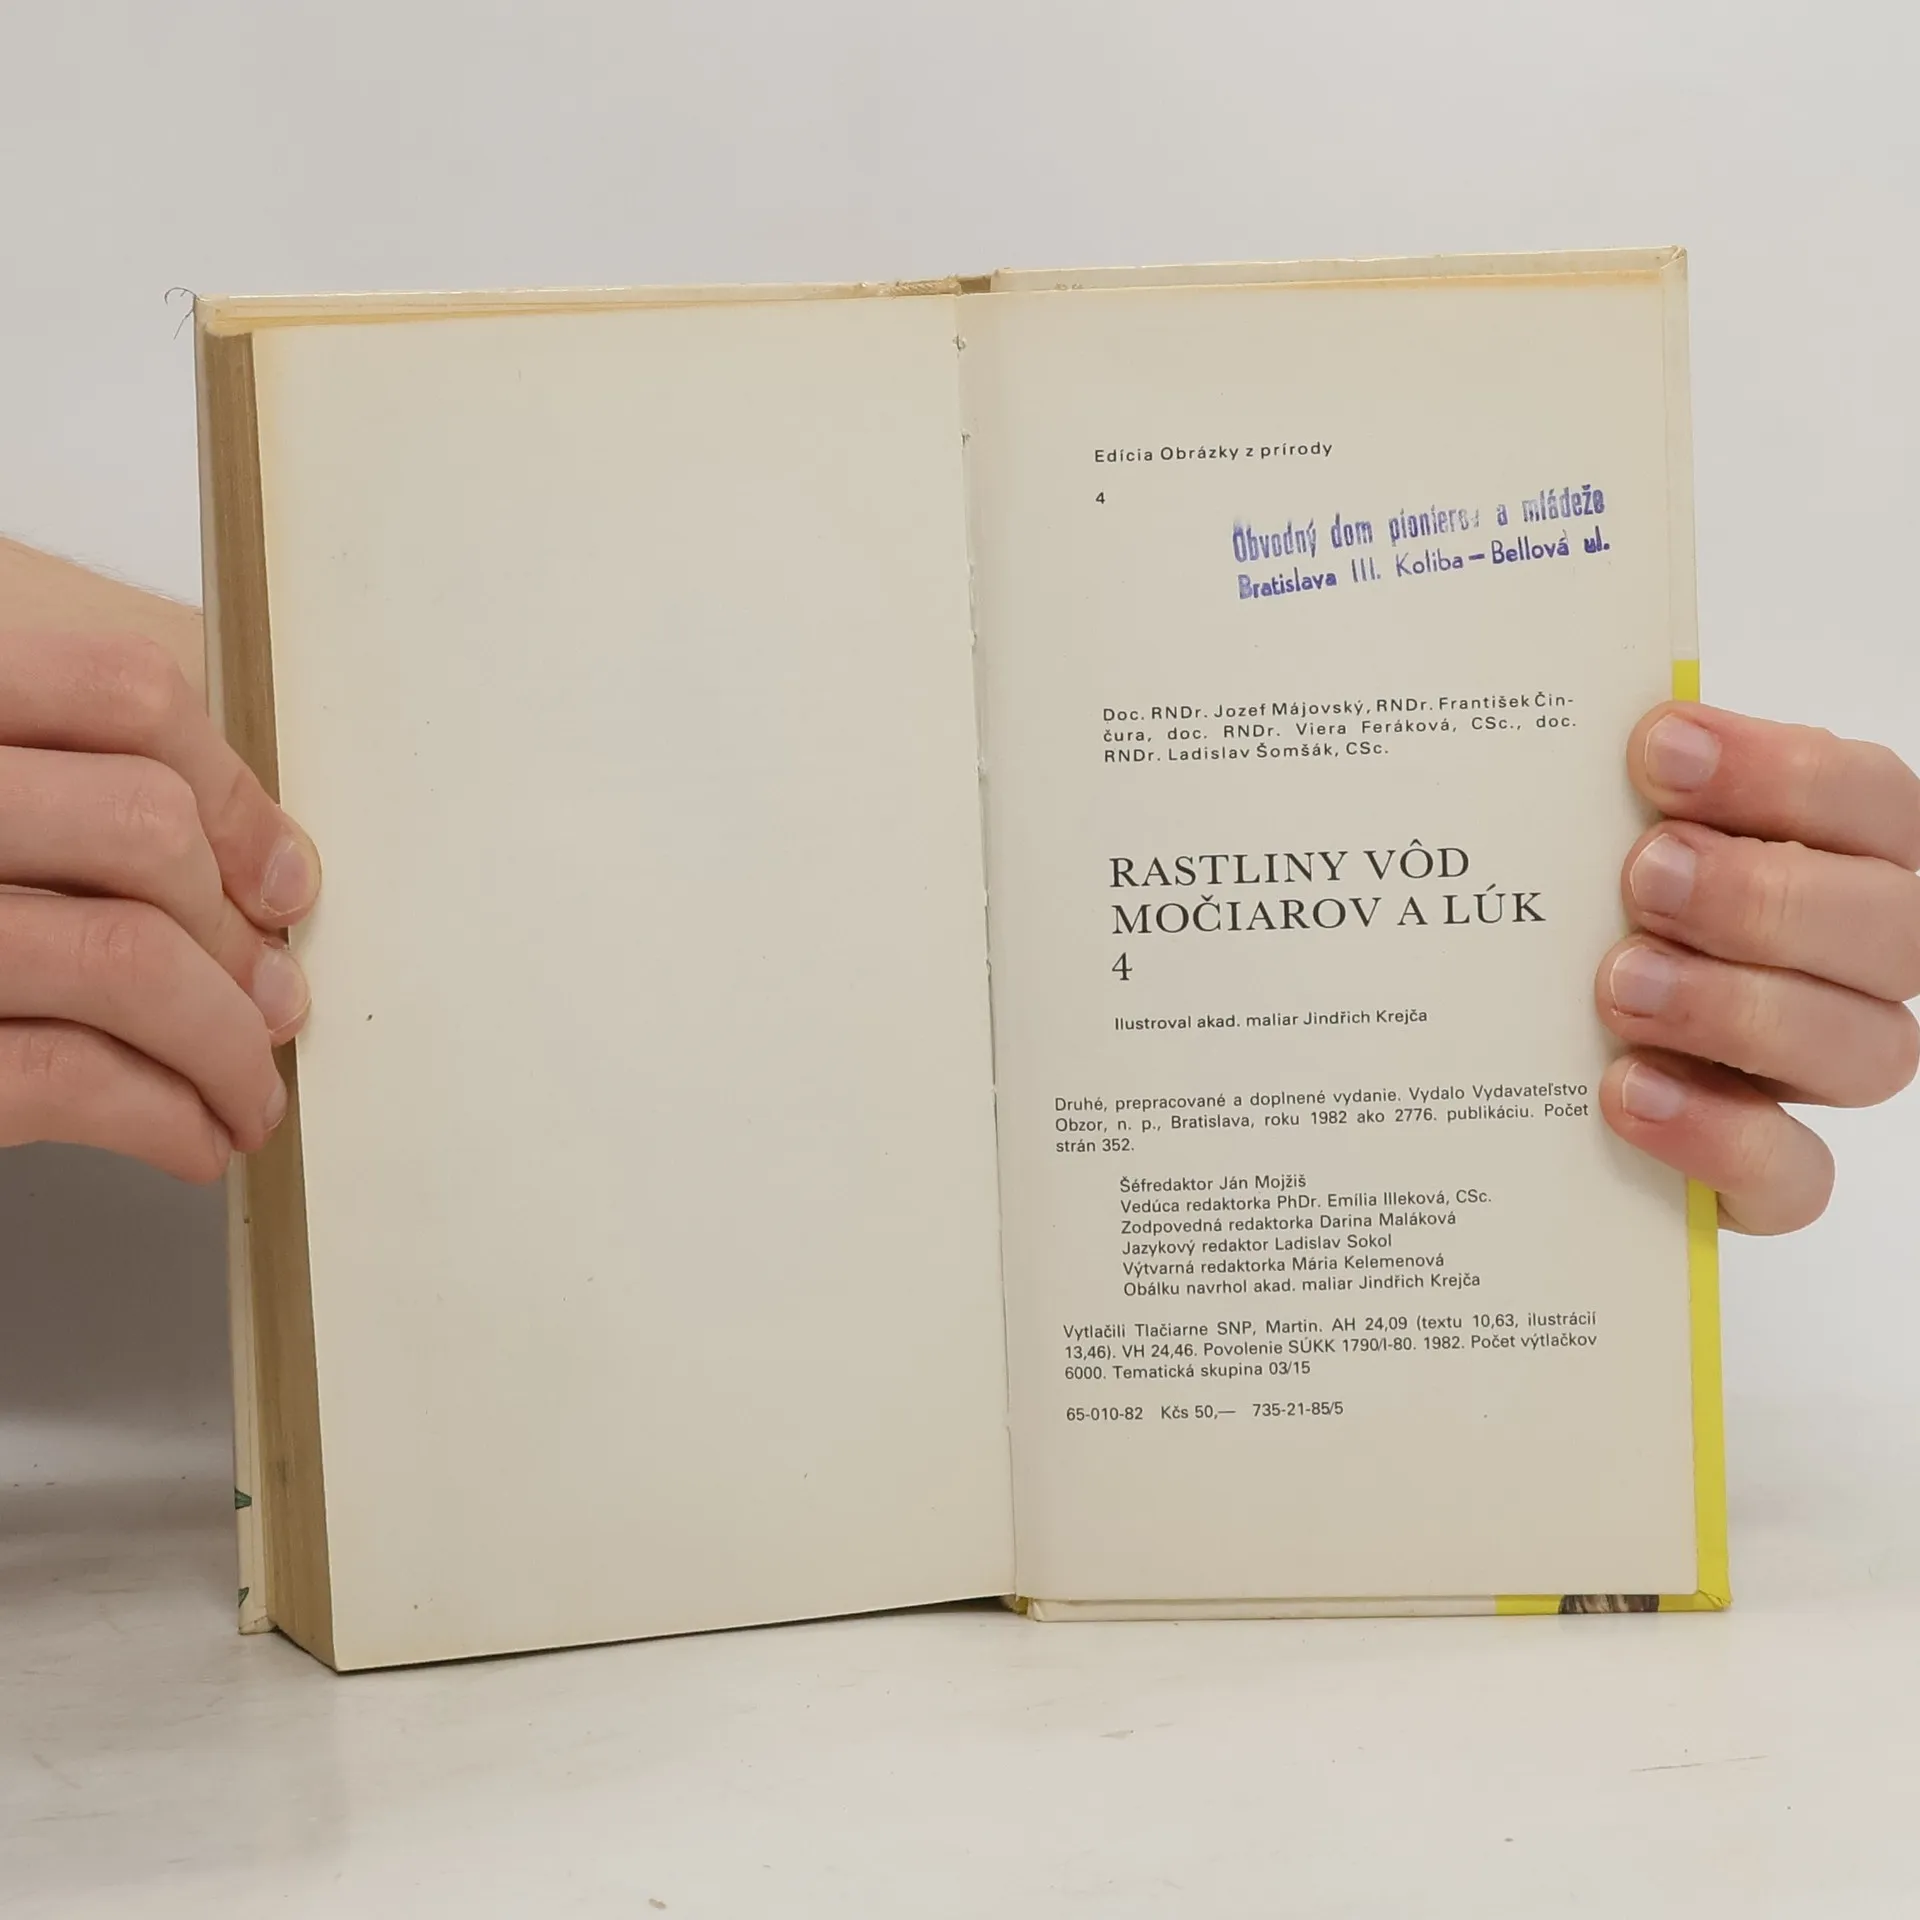 Edícia Obrázky z prírody
4
Obvodný dom pionierov a mládeže
Bratislava III. Koliba – Bellová ul.
Doc. RNDr. Jozef Májovský, RNDr. František Čin-
čura, doc. RNDr. Viera Feráková, CSc., doc.
RNDr. Ladislav Šomšák, CSc.
RASTLINY VÔD
MOČIAROV A LÚK
4
Ilustroval akad. maliar Jindřich Krejča
Druhé, prepracované a doplnené vydanie. Vydalo Vydavateľstvo
Obzor, n. p., Bratislava, roku 1982 ako 2776. publikáciu. Počet
strán 352.
Šéfredaktor Ján Mojžiš
Vedúca redaktorka PhDr. Emília Illeková, CSc.
Zodpovedná redaktorka Darina Maláková
Jazykový redaktor Ladislav Sokol
Výtvarná redaktorka Mária Kelemenová
Obálku navrhol akad. maliar Jindřich Krejča
Vytlačili Tlačiarne SNP, Martin. AH 24,09 (textu 10,63, ilustrácií
13,46). VH 24,46. Povolenie SÚKK 1790/I-80. 1982. Počet výtlačkov
6000. Tematická skupina 03/15
65-010-82 Kčs 50,— 735-21-85/5